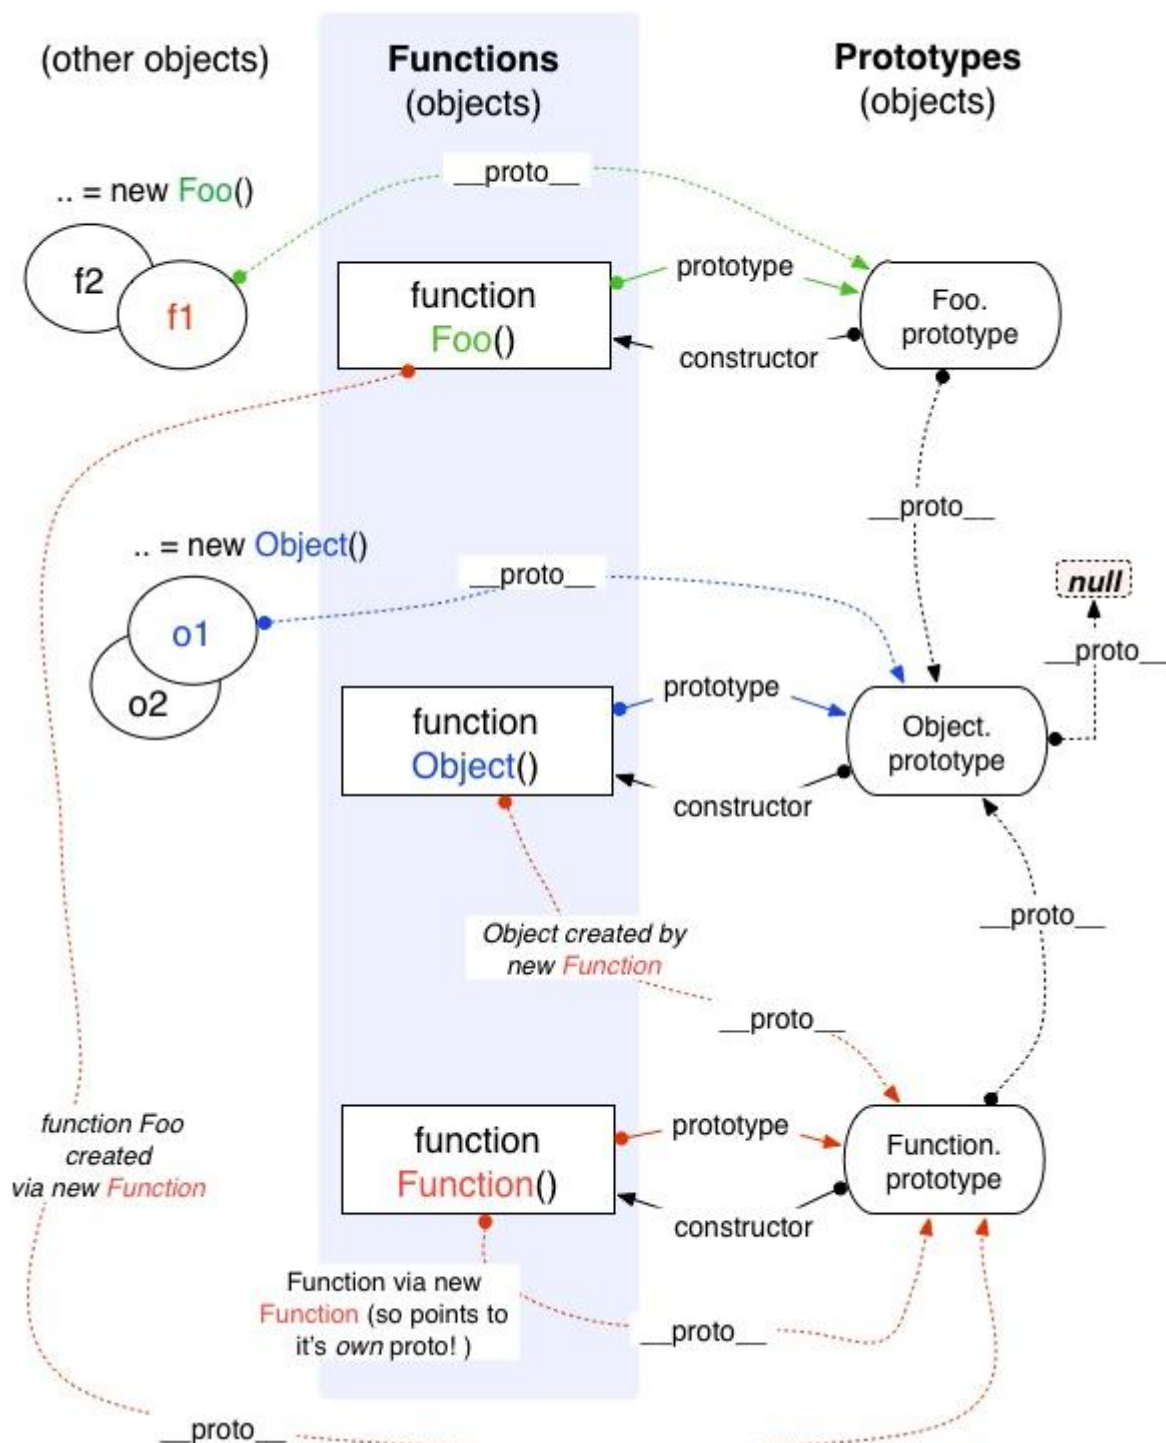 (other objects)
Functions
(objects)
Prototypes
(objects)
__proto__
.. = new Foo()
f2
f1
function
Foo()
prototype
constructor
Foo.
prototype
__proto__
.. = new Object()
__proto__
null
__proto__
o1
o2
function
Object()
prototype
constructor
Object.
prototype
Object created by
new Function
__proto__
__proto__
function Foo
created
via new Function
function
Function()
prototype
constructor
Function.
prototype
Function via new
Function (so points to
it's own proto! )
__proto__
__proto__